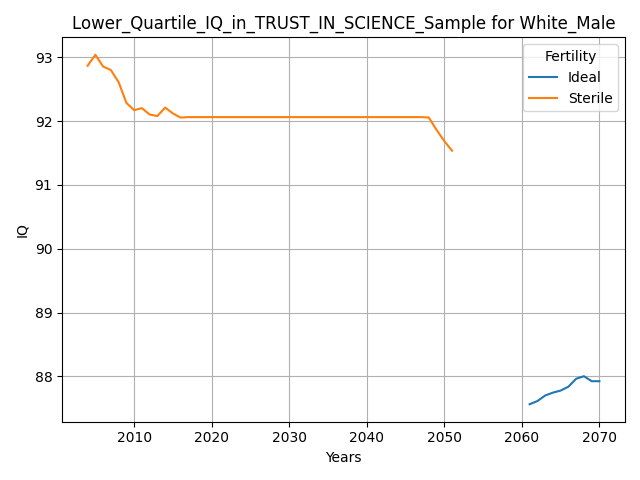 Lower_Quartile_IQ_in_TRUST_IN_SCIENCE_Sample for White_Male
Fertility
Ideal
Sterile
93
92
91
90
89
88
IQ
2010 2020 2030 2040 2050 2060 2070
Years